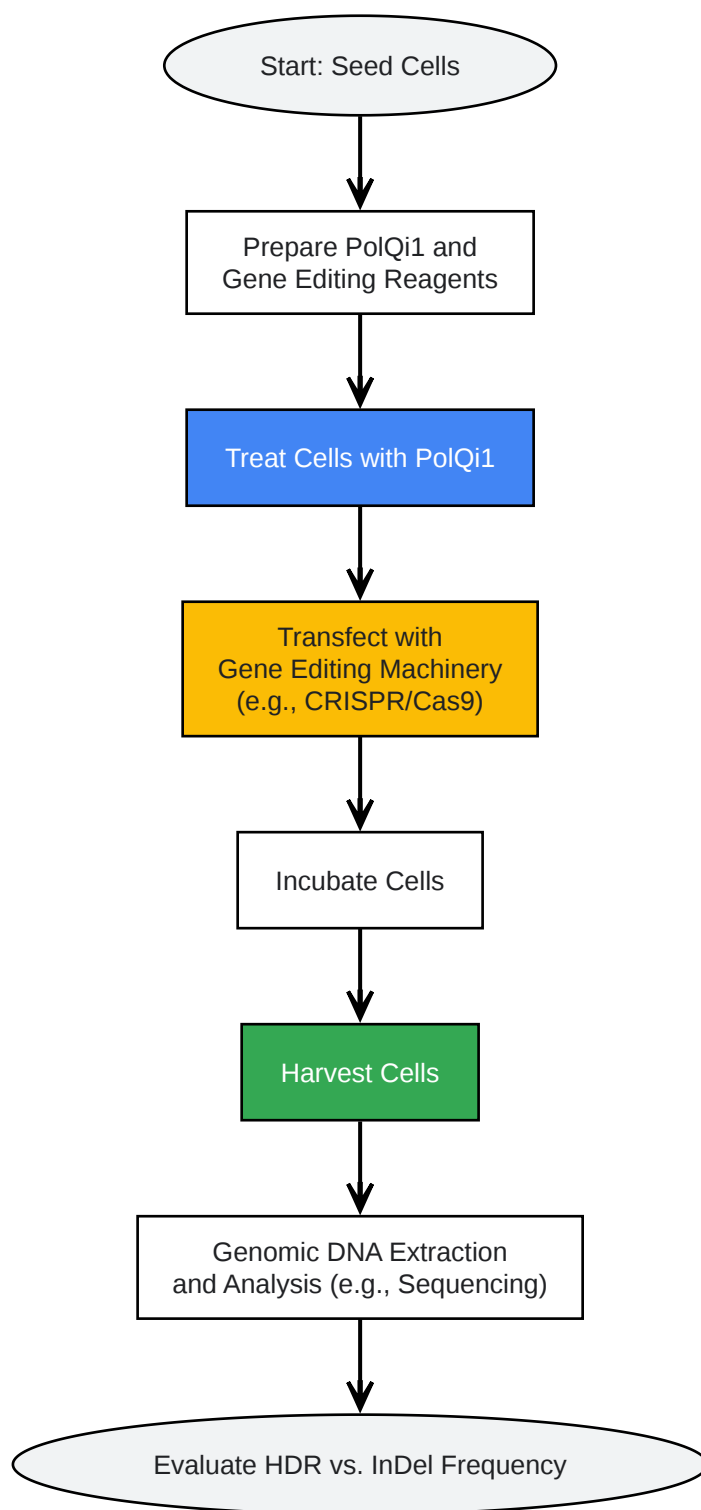 Start: Seed Cells
Prepare PolQi1 and
Gene Editing Reagents
Treat Cells with PolQi1
Transfect with
Gene Editing Machinery
(e.g., CRISPR/Cas9)
Incubate Cells
Harvest Cells
Genomic DNA Extraction
and Analysis (e.g., Sequencing)
Evaluate HDR vs. InDel Frequency